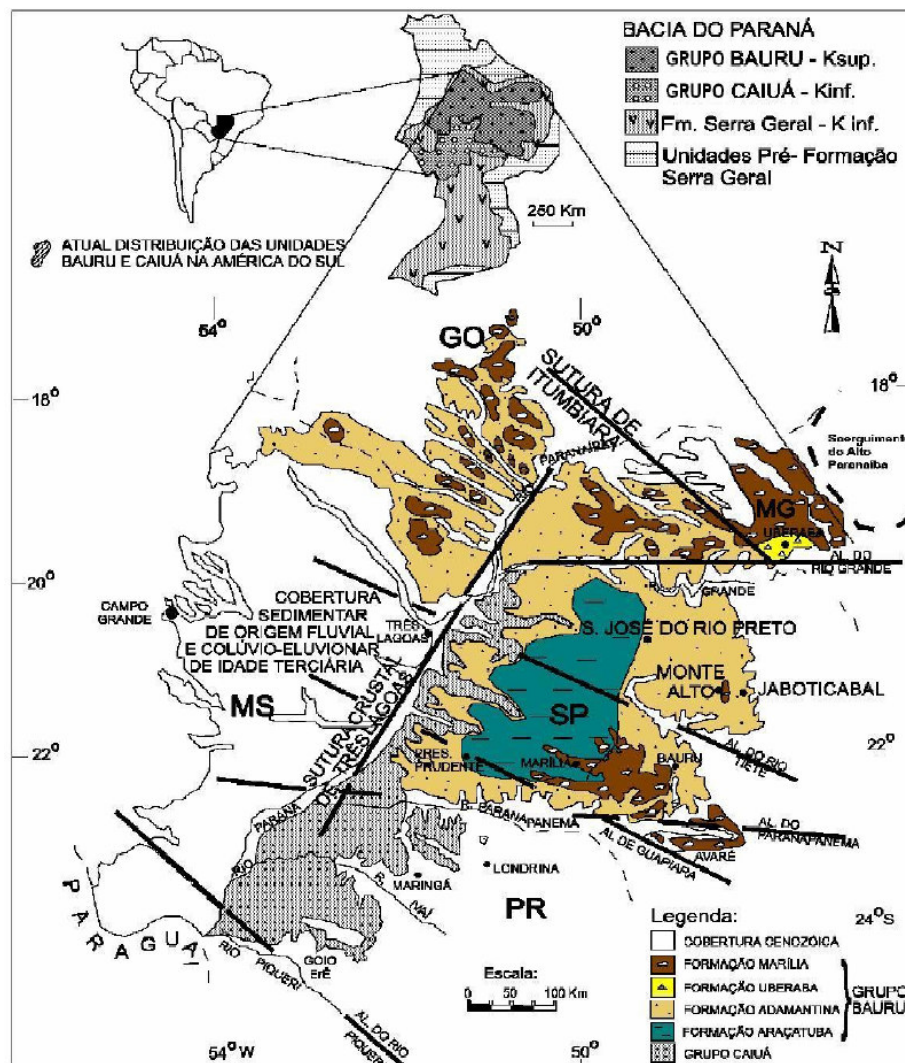 BACIA DO PARANÁ
GRUPO BAURU - Ksup.
GRUPO CAIUÁ - Kinf.
Fm. Serra Geral - K inf.
Unidades Pré- Formação
Serra Geral
250 Km
ATUAL DISTRIBUIÇÃO DAS UNIDADES
BAURU E CAIUÁ NA AMÉRICA DO SUL
N
54°
50°
GO
SUTURA DE
ITUMBIARA
18°
18°
Soerguimento
do Alto
Paranaíba
RIO PARANAÍBA
MG
UBERABA
AL. DO
RIO GRANDE
20°
GRANDE
CAMPO
GRANDE
COBERTURA
SEDIMENTAR
DE ORIGEM FLUVIAL
E COLÚVIO-ELUVIONAR
DE IDADE TERCIÁRIA
TRÊS
LAGOAS
S. JOSÉ DO RIO PRETO
MONTE
ALTO
JABOTICABAL
MS
SUTURA CRUSTAL
DE TRÊS LAGOAS
SP
22°
22°
PRES.
PRUDENTE
MARÍLIA
BAURU
AL. DO RIO
TIETÊ
RIO PARANÁ
R. PARANAPANEMA
AL. DO
PARANAPANEMA
AL. DE GUAPIARA
AVARÉ
LONDRINA
MARINGÁ
R. IVAÍ
PR
PARAGUAI
GOIO
ERÊ
RIO PIQUERI
AL. DO RIO
PIQUERI
24°S
54°W
50°
Escala:
0 50 100 Km
Legenda:
COBERTURA CENOZÓICA
FORMAÇÃO MARÍLIA
FORMAÇÃO UBERABA
FORMAÇÃO ADAMANTINA
FORMAÇÃO ARAÇATUBA
GRUPO CAIUÁ
GRUPO
BAURU